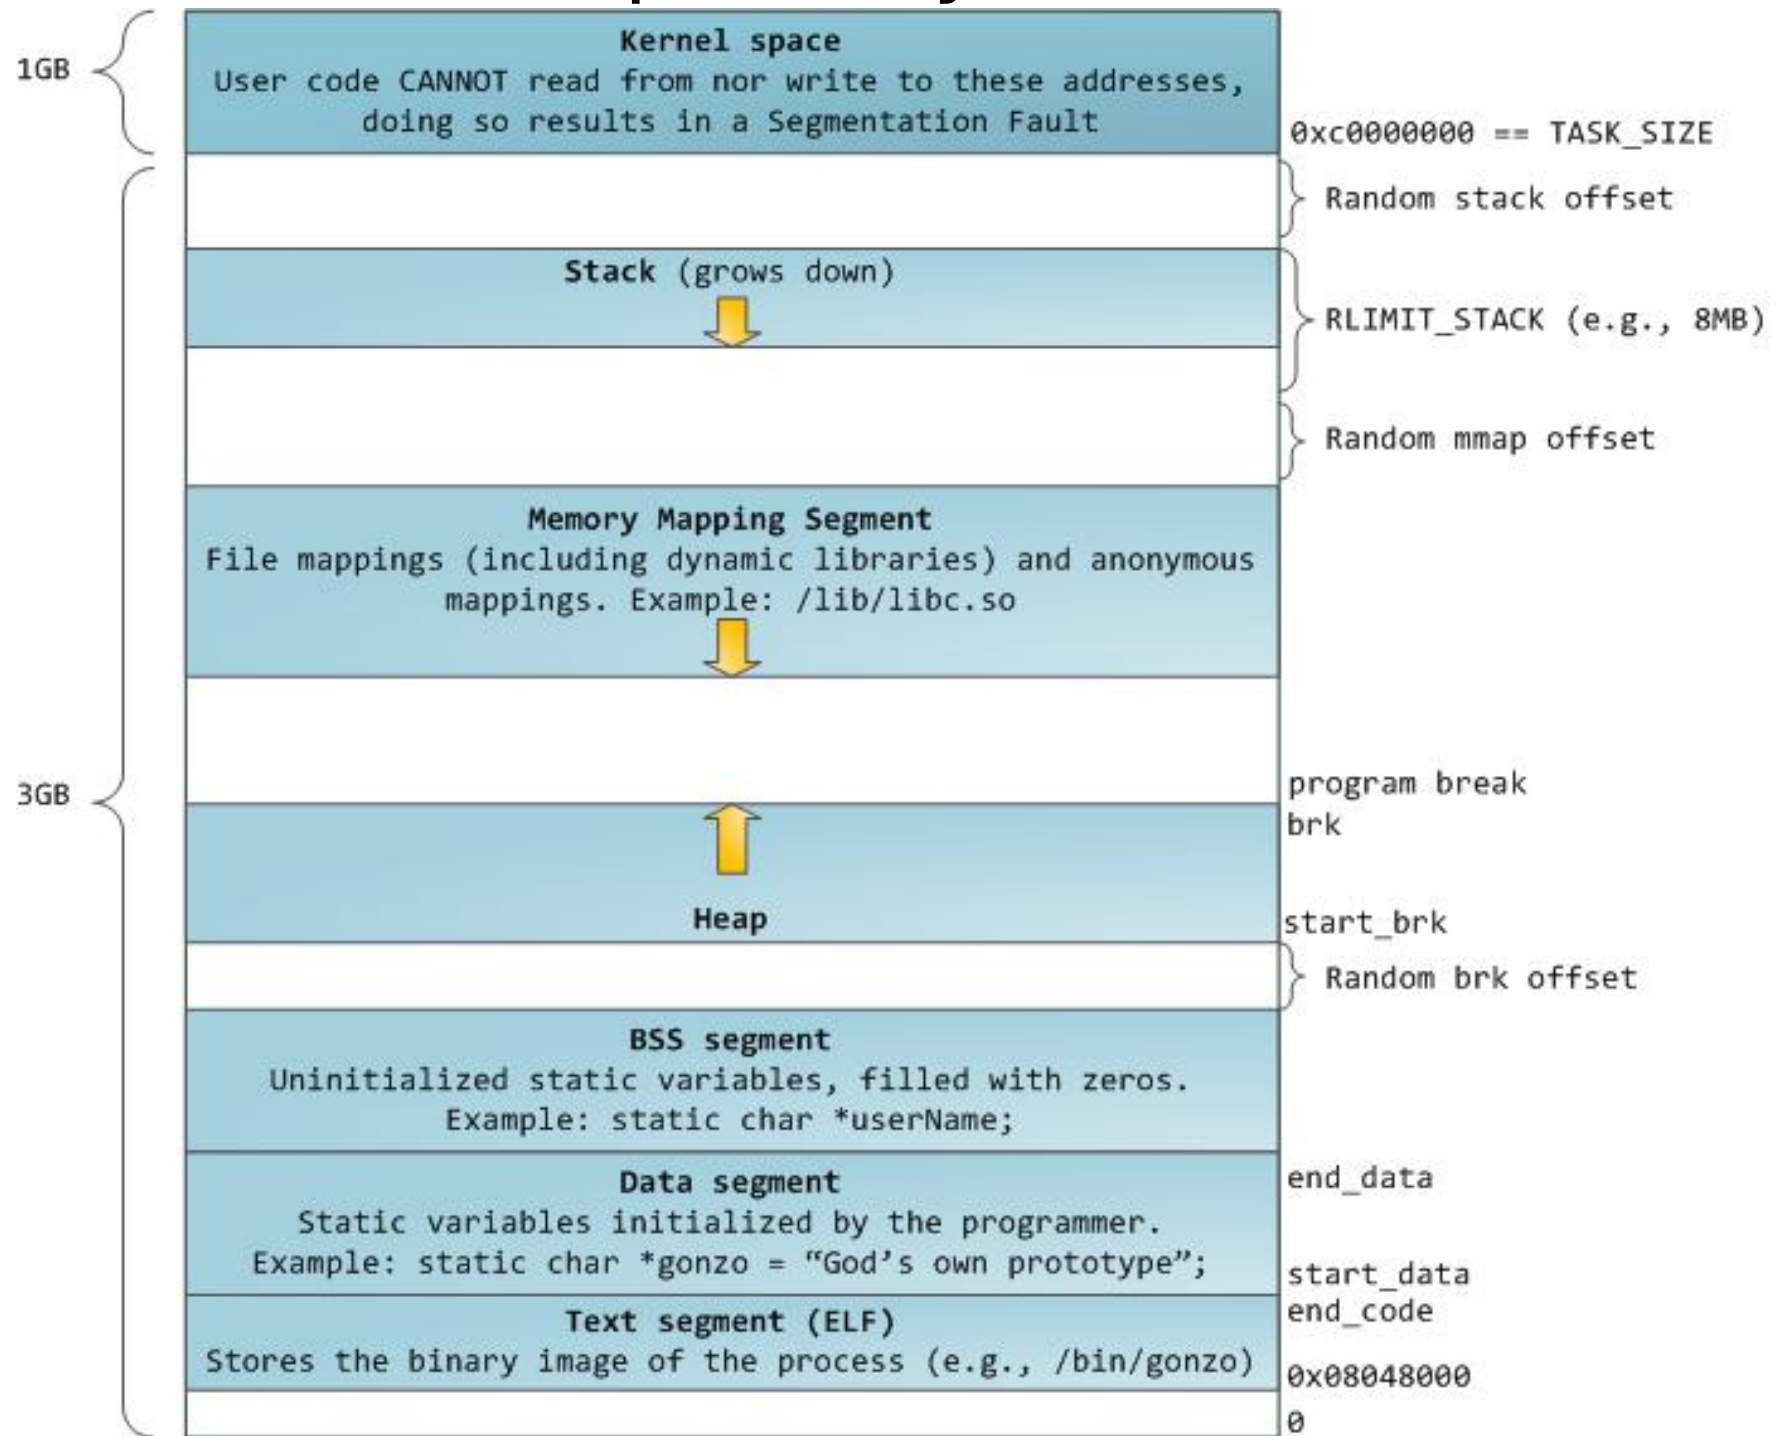 1GB
Kernel space
User code CANNOT read from nor write to these addresses,
doing so results in a Segmentation Fault
0xc0000000 == TASK_SIZE
Random stack offset
Stack (grows down)
RLIMIT_STACK (e.g., 8MB)
Random mmap offset
Memory Mapping Segment
File mappings (including dynamic libraries) and anonymous
mappings. Example: /lib/libc.so
3GB
program break
brk
Heap
start_brk
Random brk offset
BSS segment
Uninitialized static variables, filled with zeros.
Example: static char *userName;
end_data
Data segment
Static variables initialized by the programmer.
Example: static char *gonzo = “God’s own prototype”;
start_data
end_code
Text segment (ELF)
Stores the binary image of the process (e.g., /bin/gonzo)
0x08048000
0